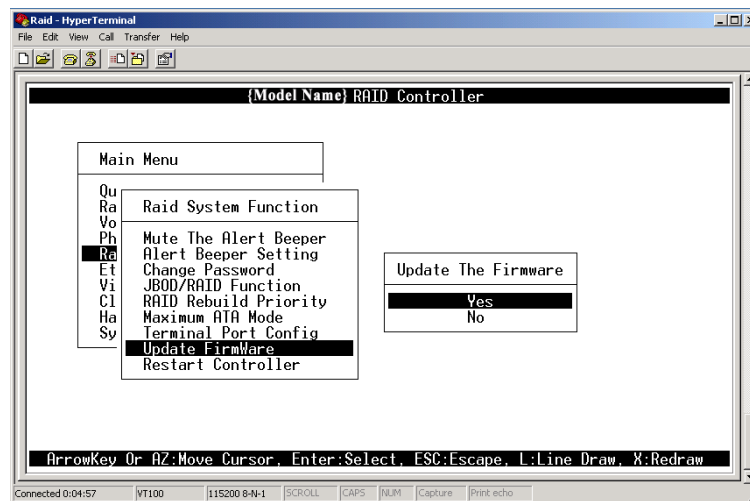 Raid - HyperTerminal
File Edit View Call Transfer Help
{Model Name} RAID Controller
Main Menu
Qu
Ra
Vo
Ph
Ra
Et
Vi
Cl
Ha
Sy
Raid System Function
Mute The Alert Beeper
Alert Beeper Setting
Change Password
JBOD/RAID Function
RAID Rebuild Priority
Maximum ATA Mode
Terminal Port Config
Update FirmWare
Restart Controller
Update The Firmware
Yes
No
ArrowKey Or AZ:Move Cursor, Enter:Select, ESC:Escape, L:Line Draw, X:Redraw
Connected 0:04:57 VT100 115200 8-N-1 SCROLL CAPS NUM Capture Print echo